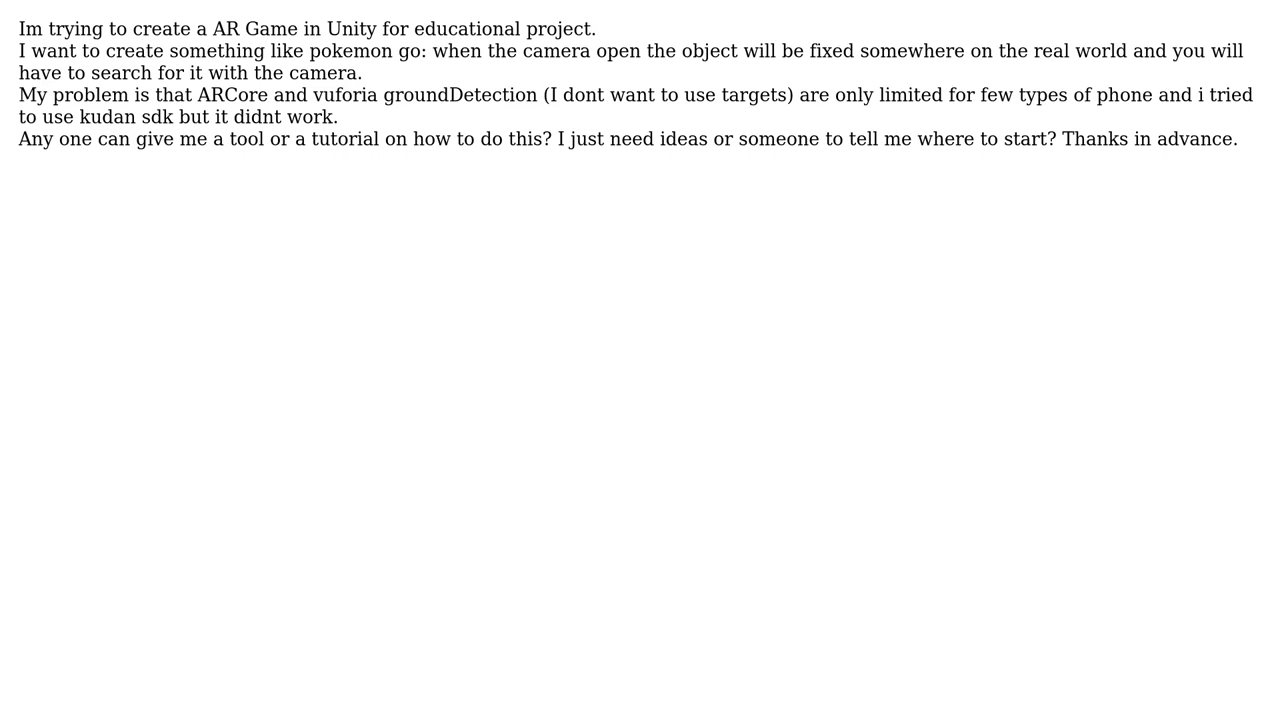 Im trying to create a AR Game in Unity for educational project.
I want to create something like pokemon go: when the camera open the object will be fixed somewhere on the real world and you will
have to search for it with the camera.
My problem is that ARCore and vuforia groundDetection (I dont want to use targets) are only limited for few types of phone and i tried
to use kudan sdk but it didnt work.
Any one can give me a tool or a tutorial on how to do this? I just need ideas or someone to tell me where to start? Thanks in advance.